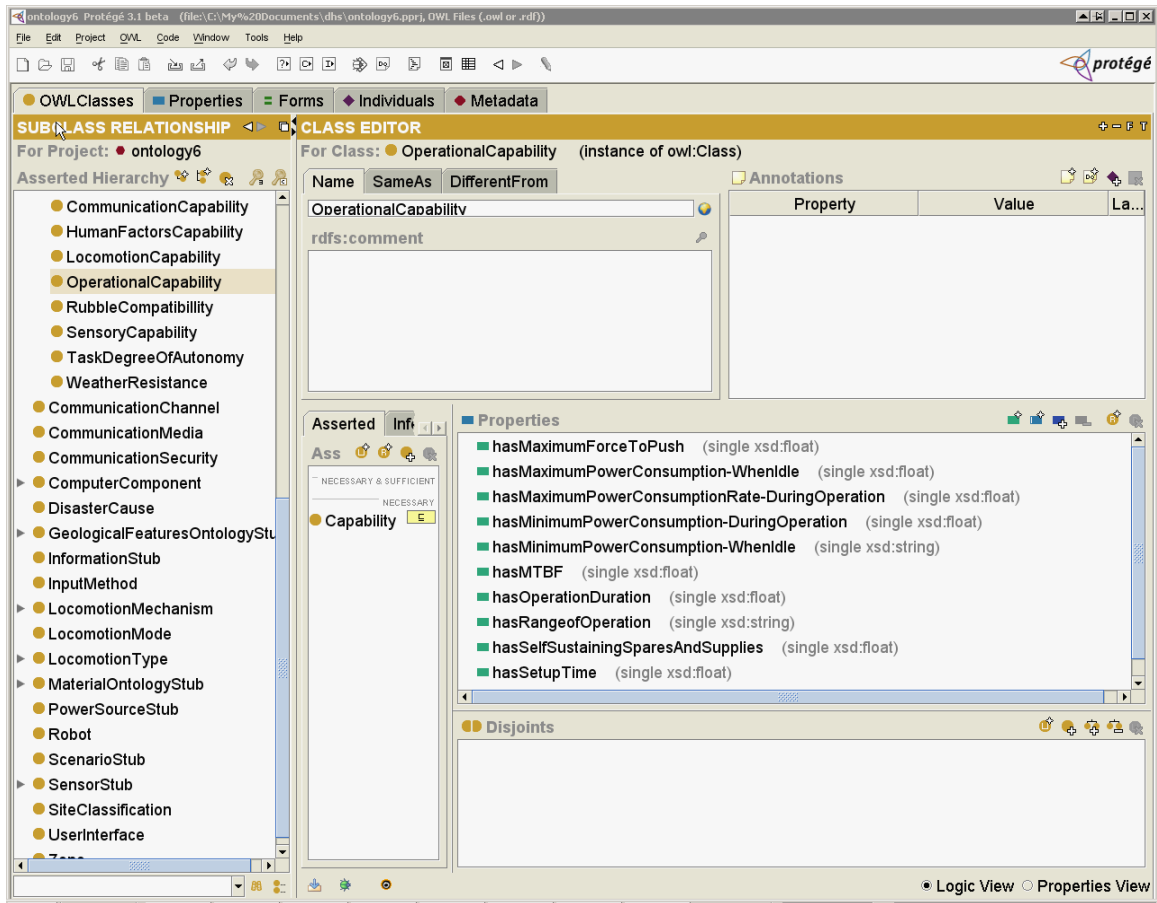 ontology6 Protégé 3.1 beta (file:\C:\My%20Documents\dhs\ontology6.pprj, OWL Files (.owl or .rdf))
File Edit Project OWL Code Window Tools Help
protégé
OWLClasses Properties Forms Individuals Metadata
SUBCLASS RELATIONSHIP
For Project: ontology6
Asserted Hierarchy
CommunicationCapability
HumanFactorsCapability
LocomotionCapability
OperationalCapability
RubbleCompatibillity
SensoryCapability
TaskDegreeOfAutonomy
WeatherResistance
CommunicationChannel
CommunicationMedia
CommunicationSecurity
ComputerComponent
DisasterCause
GeologicalFeaturesOntologyStu
InformationStub
InputMethod
LocomotionMechanism
LocomotionMode
LocomotionType
MaterialOntologyStub
PowerSourceStub
Robot
ScenarioStub
SensorStub
SiteClassification
UserInterface
Zone
CLASS EDITOR
For Class: OperationalCapability (instance of owl:Class)
Name SameAs DifferentFrom
OperationalCapability
rdfs:comment
Annotations
Property Value La...
Asserted Infe
Ass
NECESSARY & SUFFICIENT
NECESSARY
Capability ⊑
Properties
hasMaximumForceToPush (single xsd:float)
hasMaximumPowerConsumption-WhenIdle (single xsd:float)
hasMaximumPowerConsumptionRate-DuringOperation (single xsd:float)
hasMinimumPowerConsumption-DuringOperation (single xsd:float)
hasMinimumPowerConsumption-WhenIdle (single xsd:string)
hasMTBF (single xsd:float)
hasOperationDuration (single xsd:float)
hasRangeofOperation (single xsd:string)
hasSelfSustainingSparesAndSupplies (single xsd:float)
hasSetupTime (single xsd:float)
Disjoints
Logic View Properties View